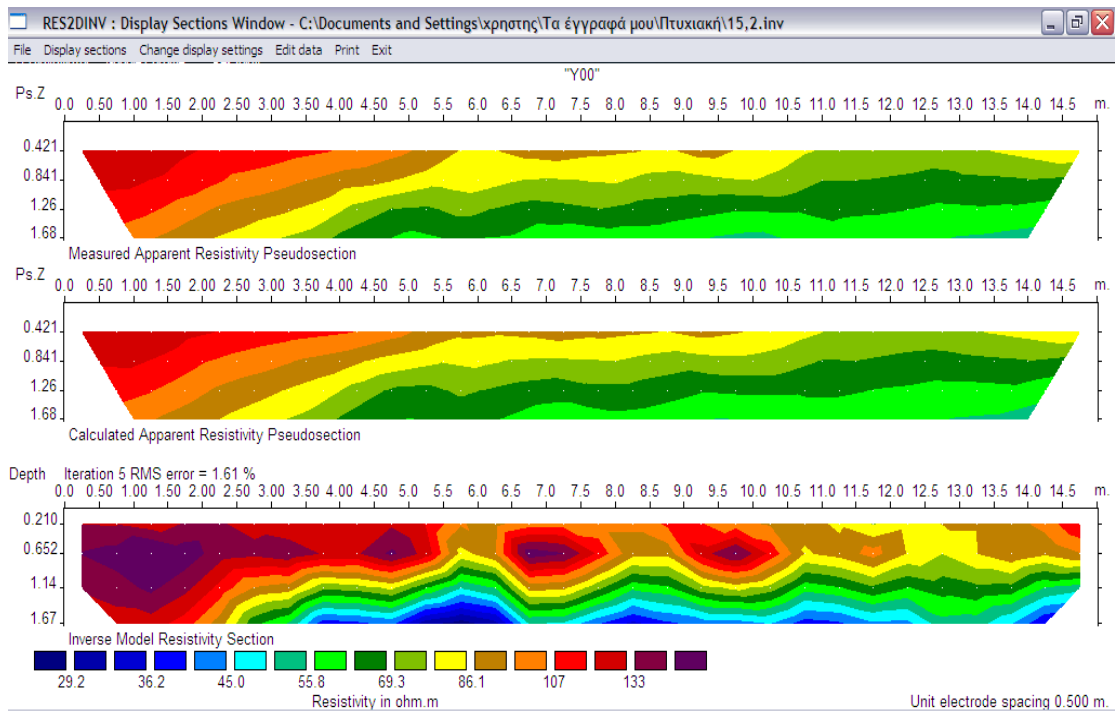 RES2DINV : Display Sections Window - C:\Documents and Settings\χρηστης\Τα έγγραφά μου\Πτυχιακή\15,2.inv
File Display sections Change display settings Edit data Print Exit
"Y00"
Ps.Z 0.0 0.50 1.00 1.50 2.00 2.50 3.00 3.50 4.0 4.5 5.0 5.5 6.0 6.5 7.0 7.5 8.0 8.5 9.0 9.5 10.0 10.5 11.0 11.5 12.0 12.5 13.0 13.5 14.0 14.5 m.
0.421
0.841
1.26
1.68
Measured Apparent Resistivity Pseudosection
Ps.Z 0.0 0.50 1.00 1.50 2.00 2.50 3.00 3.50 4.0 4.5 5.0 5.5 6.0 6.5 7.0 7.5 8.0 8.5 9.0 9.5 10.0 10.5 11.0 11.5 12.0 12.5 13.0 13.5 14.0 14.5 m.
0.421
0.841
1.26
1.68
Calculated Apparent Resistivity Pseudosection
Depth Iteration 5 RMS error = 1.61 %
0.0 0.50 1.00 1.50 2.00 2.50 3.00 3.50 4.0 4.5 5.0 5.5 6.0 6.5 7.0 7.5 8.0 8.5 9.0 9.5 10.0 10.5 11.0 11.5 12.0 12.5 13.0 13.5 14.0 14.5 m.
0.210
0.652
1.14
1.67
Inverse Model Resistivity Section
29.2 36.2 45.0 55.8 69.3 86.1 107 133
Resistivity in ohm.m Unit electrode spacing 0.500 m.